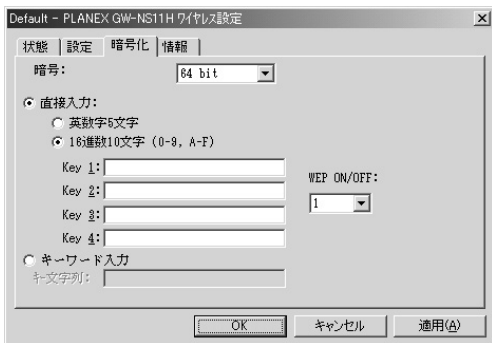 Default - PLANEX GW-NS11H ワイヤレス設定
状態 設定 暗号化 情報
暗号: 64 bit
直接入力:
英数字5文字
16進数10文字 (0-9, A-F)
Key 1:
WEP ON/OFF:
Key 2:
1
Key 3:
Key 4:
キーワード入力
キー文字列:
OK キャンセル 適用(A)